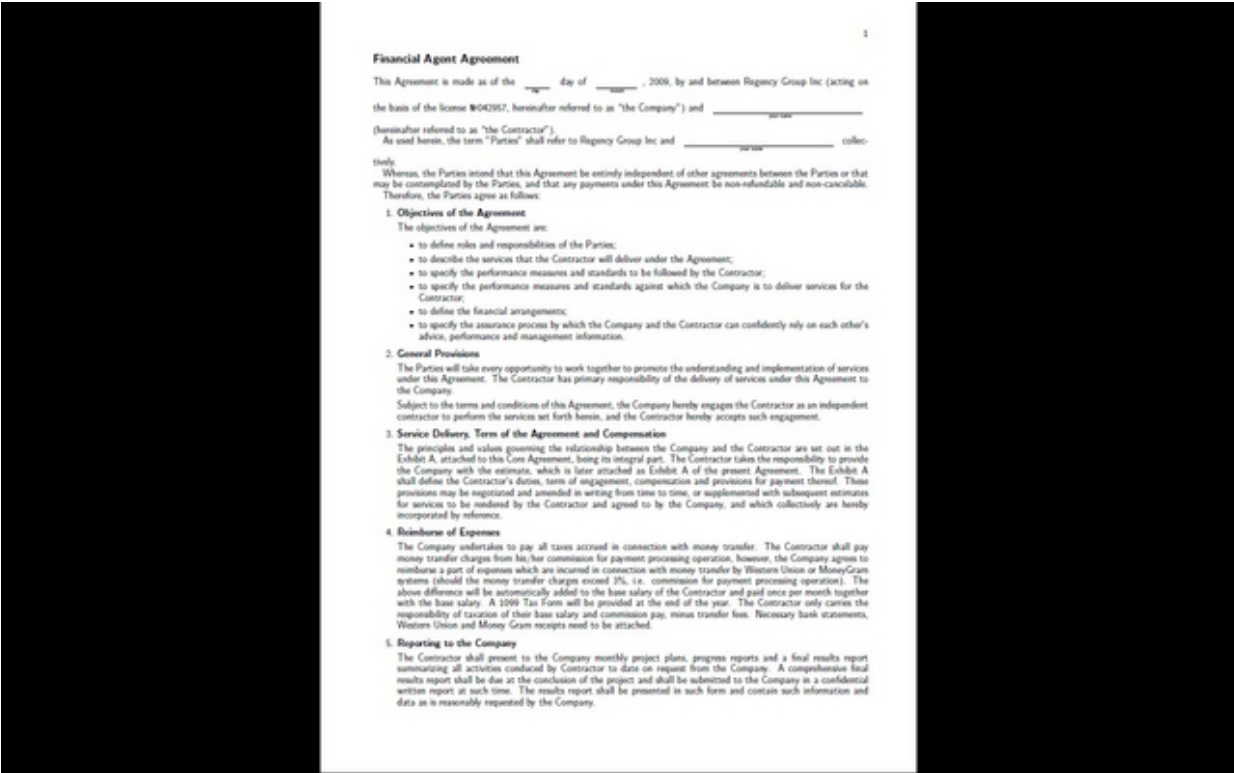 1
Financial Agent Agreement
This Agreement is made as of the ____ day of ____ , 2009, by and between Regency Group Inc (acting on
the basis of the license №042957, hereinafter referred to as "the Company") and ____
your name
(hereinafter referred to as "the Contractor").
As used herein, the term "Parties" shall refer to Regency Group Inc and ____ collec-
your name
tively.
Whereas, the Parties intend that this Agreement be entirely independent of other agreements between the Parties or that
may be contemplated by the Parties, and that any payments under this Agreement be non-refundable and non-cancelable.
Therefore, the Parties agree as follows:
1. Objectives of the Agreement
The objectives of the Agreement are:
• to define roles and responsibilities of the Parties;
• to describe the services that the Contractor will deliver under the Agreement;
• to specify the performance measures and standards to be followed by the Contractor;
• to specify the performance measures and standards against which the Company is to deliver services for the
Contractor;
• to define the financial arrangements;
• to specify the assurance process by which the Company and the Contractor can confidently rely on each other's
advice, performance and management information.
2. General Provisions
The Parties will take every opportunity to work together to promote the understanding and implementation of services
under this Agreement. The Contractor has primary responsibility of the delivery of services under this Agreement to
the Company.
Subject to the terms and conditions of this Agreement, the Company hereby engages the Contractor as an independent
contractor to perform the services set forth herein, and the Contractor hereby accepts such engagement.
3. Service Delivery, Term of the Agreement and Compensation
The principles and values governing the relationship between the Company and the Contractor are set out in the
Exhibit A, attached to this Core Agreement, being its integral part. The Contractor takes the responsibility to provide
the Company with the estimate, which is later attached as Exhibit A of the present Agreement. The Exhibit A
shall define the Contractor's duties, term of engagement, compensation and provisions for payment thereof. These
provisions may be negotiated and amended in writing from time to time, or supplemented with subsequent estimates
for services to be rendered by the Contractor and agreed to by the Company, and which collectively are hereby
incorporated by reference.
4. Reimburse of Expenses
The Company undertakes to pay all taxes accrued in connection with money transfer. The Contractor shall pay
money transfer charges from his/her commission for payment processing operation, however, the Company agrees to
reimburse a part of expenses which are incurred in connection with money transfer by Western Union or MoneyGram
systems (should the money transfer charges exceed 3%, i.e. commission for payment processing operation). The
above difference will be automatically added to the base salary of the Contractor and paid once per month together
with the base salary. A 1099 Tax Form will be provided at the end of the year. The Contractor only carries the
responsibility of taxation of their base salary and commission pay, minus transfer fees. Necessary bank statements,
Western Union and Money Gram receipts need to be attached.
5. Reporting to the Company
The Contractor shall present to the Company monthly project plans, progress reports and a final results report
summarizing all activities conduced by Contractor to date on request from the Company. A comprehensive final
results report shall be due at the conclusion of the project and shall be submitted to the Company in a confidential
written report at such time. The results report shall be presented in such form and contain such information and
data as is reasonably requested by the Company.